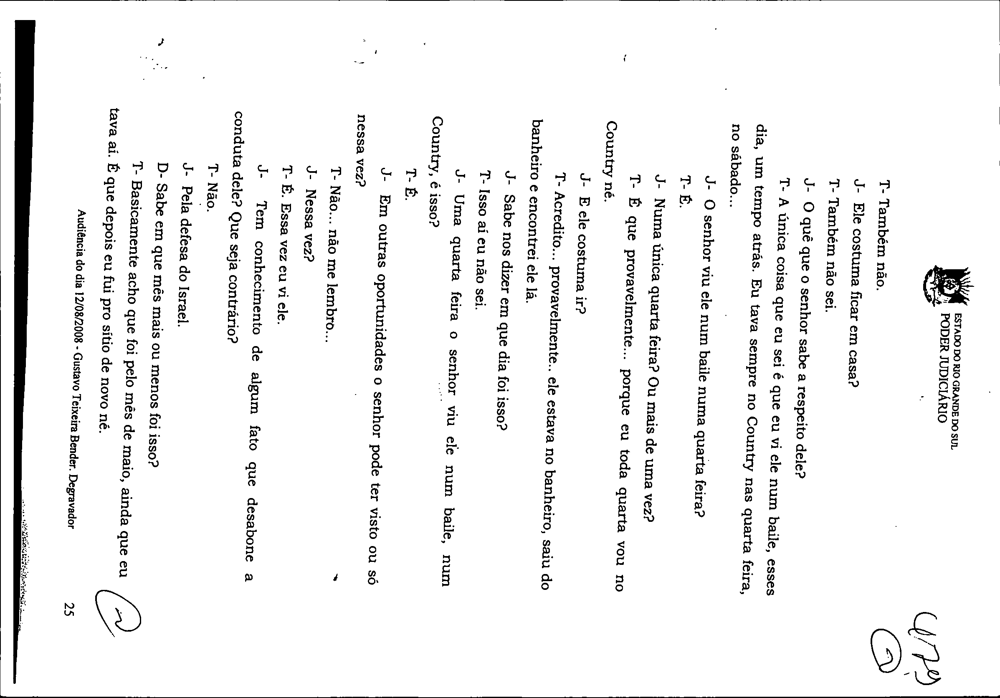 ESTADO DO RIO GRANDE DO SUL
PODER JUDICIÁRIO
T- Também não.
J- Ele costuma ficar em casa?
T- Também não sei.
J- O quê que o senhor sabe a respeito dele?
T- A única coisa que eu sei é que eu vi ele num baile, esses
dia, um tempo atrás. Eu tava sempre no Country nas quarta feira,
no sábado...
J- O senhor viu ele num baile numa quarta feira?
T- É.
J- Numa única quarta feira? Ou mais de uma vez?
T- É que provavelmente... porque eu toda quarta vou no
Country né.
J- E ele costuma ir?
T- Acredito... provavelmente.. ele estava no banheiro, saiu do
banheiro e encontrei ele lá.
J- Sabe nos dizer em que dia foi isso?
T- Isso aí eu não sei.
J- Uma quarta feira o senhor viu ele num baile, num
Country, é isso?
T- É.
J- Em outras oportunidades o senhor pode ter visto ou só
nessa vez?
T- Não... não me lembro...
J- Nessa vez?
T- É. Essa vez eu vi ele.
J- Tem conhecimento de algum fato que desabone a
conduta dele? Que seja contrário?
T- Não.
J- Pela defesa do Israel.
D- Sabe em que mês mais ou menos foi isso?
T- Basicamente acho que foi pelo mês de maio, ainda que eu
tava aí. É que depois eu fui pro sítio de novo né.
Audiência do dia 12/08/2008 - Gustavo Teixeira Bender. Degravador
25